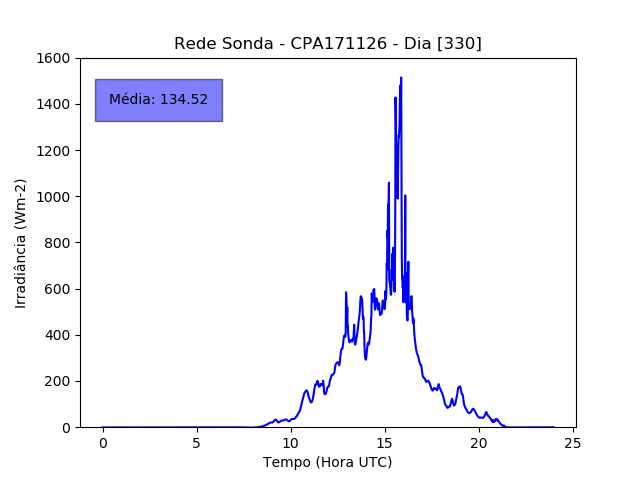 Rede Sonda - CPA171126 - Dia [330]
Média: 134.52
Irradiância (Wm-2)
1600
1400
1200
1000
800
600
400
200
0
0 5 10 15 20 25
Tempo (Hora UTC)